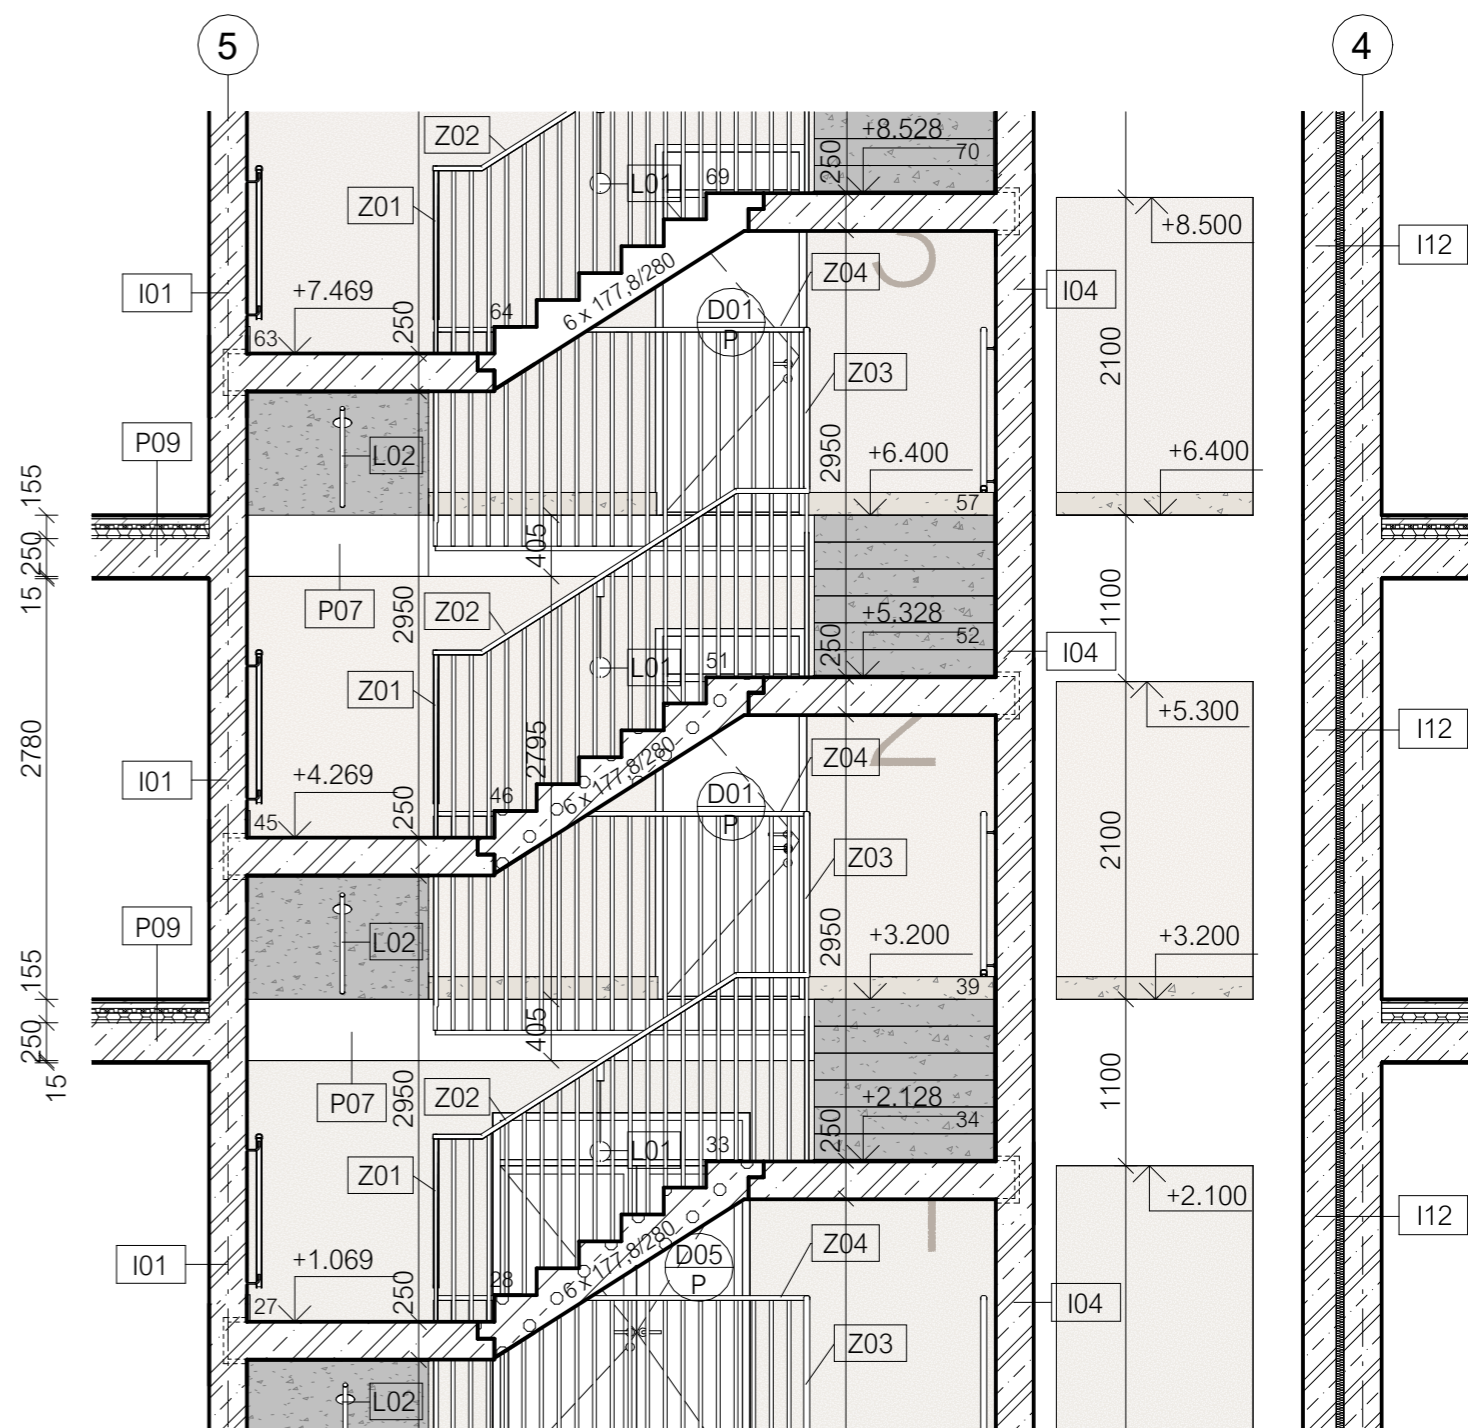 5
4
Z02
+8.528
250
70
L01
69
Z01
+8.500
I12
3
Z04
6 x 177,8/280
I01
+7.469
250
64
D01
P
I04
63
2100
Z03
P09
L02
2950
+6.400
+6.400
155
57
405
250
15
P07
2950
Z02
1100
+5.328
250
52
I04
L01
51
Z01
+5.300
I12
2780
2795
2
Z04
6 x 177,8/280
I01
+4.269
250
46
D01
P
45
2100
Z03
P09
L02
2950
+3.200
+3.200
155
39
405
250
15
P07
2950
Z02
1100
+2.128
250
34
L01
33
Z01
+2.100
I12
1
Z04
6 x 177,8/280
I01
+1.069
250
28
D05
P
I04
27
Z03
L02